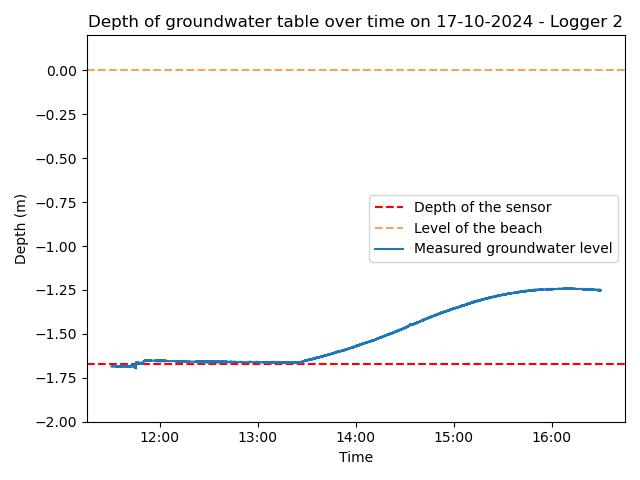 Depth of groundwater table over time on 17-10-2024 - Logger 2
0.00
−0.25
−0.50
−0.75
−1.00
−1.25
−1.50
−1.75
−2.00
Depth (m)
Depth of the sensor
Level of the beach
Measured groundwater level
12:00 13:00 14:00 15:00 16:00
Time